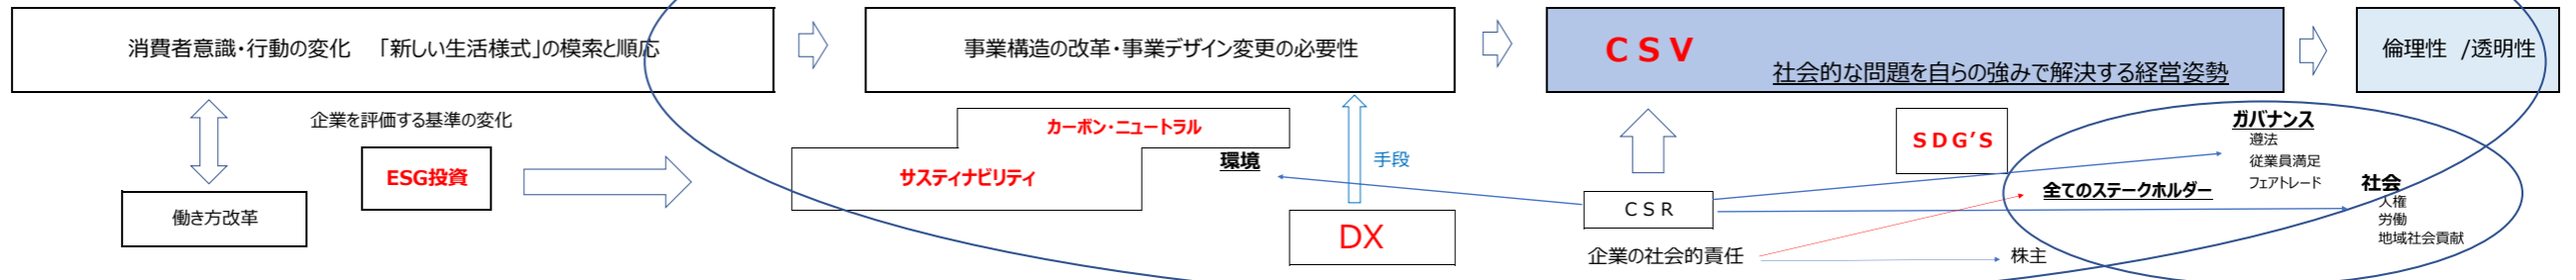 消費者意識・行動の変化　「新しい生活様式」の模索と順応
事業構造の改革・事業デザイン変更の必要性
ＣＳＶ
社会的な問題を自らの強みで解決する経営姿勢
倫理性 /透明性
企業を評価する基準の変化
ESG投資
働き方改革
カーボン・ニュートラル
サスティナビリティ
環境
手段
DX
ＣＳＲ
企業の社会的責任
株主
ＳＤＧ’Ｓ
全てのステークホルダー
ガバナンス
遵法
従業員満足
フェアトレード
社会
人権
労働
地域社会貢献